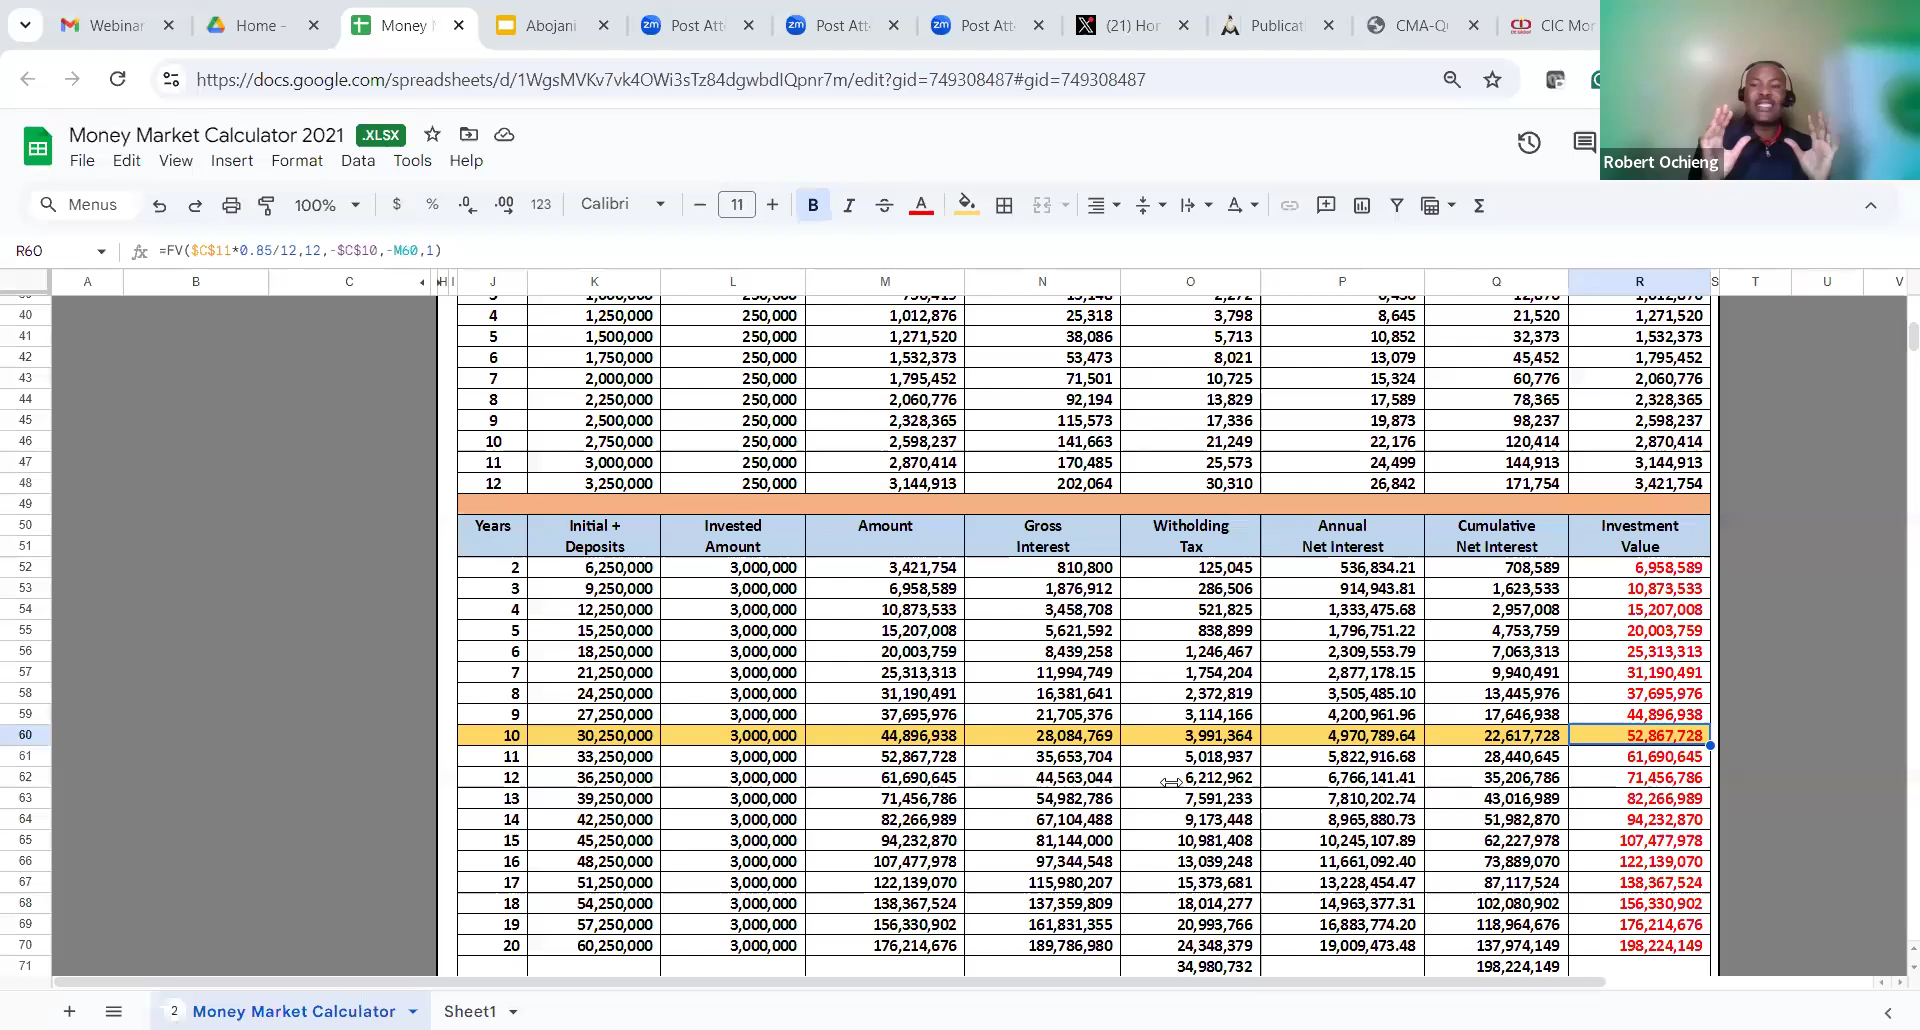 Webinar
Home -
Money
Abojani
Post Att
Post Att
Post Att
(21) Hor
Publicat
CMA-Q
CIC Mor
https://docs.google.com/spreadsheets/d/1WgsMVKv7vk4OWi3sTz84dgwbdIQpnr7m/edit?gid=749308487#gid=749308487
Money Market Calculator 2021 .XLSX
File Edit View Insert Format Data Tools Help
Robert Ochieng
Menus 100% $ % .0 .00 123 Calibri 11 B I S A
R60 fx =FV($C$11*0.85/12,12,-$C$10,-M60,1)
A B C H I J K L M N O P Q R S T U V
40 4 1,250,000 250,000 1,012,876 25,318 3,798 8,645 21,520 1,271,520
41 5 1,500,000 250,000 1,271,520 38,086 5,713 10,852 32,373 1,532,373
42 6 1,750,000 250,000 1,532,373 53,473 8,021 13,079 45,452 1,795,452
43 7 2,000,000 250,000 1,795,452 71,501 10,725 15,324 60,776 2,060,776
44 8 2,250,000 250,000 2,060,776 92,194 13,829 17,589 78,365 2,328,365
45 9 2,500,000 250,000 2,328,365 115,573 17,336 19,873 98,237 2,598,237
46 10 2,750,000 250,000 2,598,237 141,663 21,249 22,176 120,414 2,870,414
47 11 3,000,000 250,000 2,870,414 170,485 25,573 24,499 144,913 3,144,913
48 12 3,250,000 250,000 3,144,913 202,064 30,310 26,842 171,754 3,421,754
49
50 Years Initial + Invested Amount Gross Witholding Annual Cumulative Investment
51 Deposits Amount Interest Tax Net Interest Net Interest Value
52 2 6,250,000 3,000,000 3,421,754 810,800 125,045 536,834.21 708,589 6,958,589
53 3 9,250,000 3,000,000 6,958,589 1,876,912 286,506 914,943.81 1,623,533 10,873,533
54 4 12,250,000 3,000,000 10,873,533 3,458,708 521,825 1,333,475.68 2,957,008 15,207,008
55 5 15,250,000 3,000,000 15,207,008 5,621,592 838,899 1,796,751.22 4,753,759 20,003,759
56 6 18,250,000 3,000,000 20,003,759 8,439,258 1,246,467 2,309,553.79 7,063,313 25,313,313
57 7 21,250,000 3,000,000 25,313,313 11,994,749 1,754,204 2,877,178.15 9,940,491 31,190,491
58 8 24,250,000 3,000,000 31,190,491 16,381,641 2,372,819 3,505,485.10 13,445,976 37,695,976
59 9 27,250,000 3,000,000 37,695,976 21,705,376 3,114,166 4,200,961.96 17,646,938 44,896,938
60 10 30,250,000 3,000,000 44,896,938 28,084,769 3,991,364 4,970,789.64 22,617,728 52,867,728
61 11 33,250,000 3,000,000 52,867,728 35,653,704 5,018,937 5,822,916.68 28,440,645 61,690,645
62 12 36,250,000 3,000,000 61,690,645 44,563,044 6,212,962 6,766,141.41 35,206,786 71,456,786
63 13 39,250,000 3,000,000 71,456,786 54,982,786 7,591,233 7,810,202.74 43,016,989 82,266,989
64 14 42,250,000 3,000,000 82,266,989 67,104,488 9,173,448 8,965,880.73 51,982,870 94,232,870
65 15 45,250,000 3,000,000 94,232,870 81,144,000 10,981,408 10,245,107.89 62,227,978 107,477,978
66 16 48,250,000 3,000,000 107,477,978 97,344,548 13,039,248 11,661,092.40 73,889,070 122,139,070
67 17 51,250,000 3,000,000 122,139,070 115,980,207 15,373,681 13,228,454.47 87,117,524 138,367,524
68 18 54,250,000 3,000,000 138,367,524 137,359,809 18,014,277 14,963,377.31 102,080,902 156,330,902
69 19 57,250,000 3,000,000 156,330,902 161,831,355 20,993,766 16,883,774.20 118,964,676 176,214,676
70 20 60,250,000 3,000,000 176,214,676 189,786,980 24,348,379 19,009,473.48 137,974,149 198,224,149
71 34,980,732 198,224,149
2 Money Market Calculator Sheet1